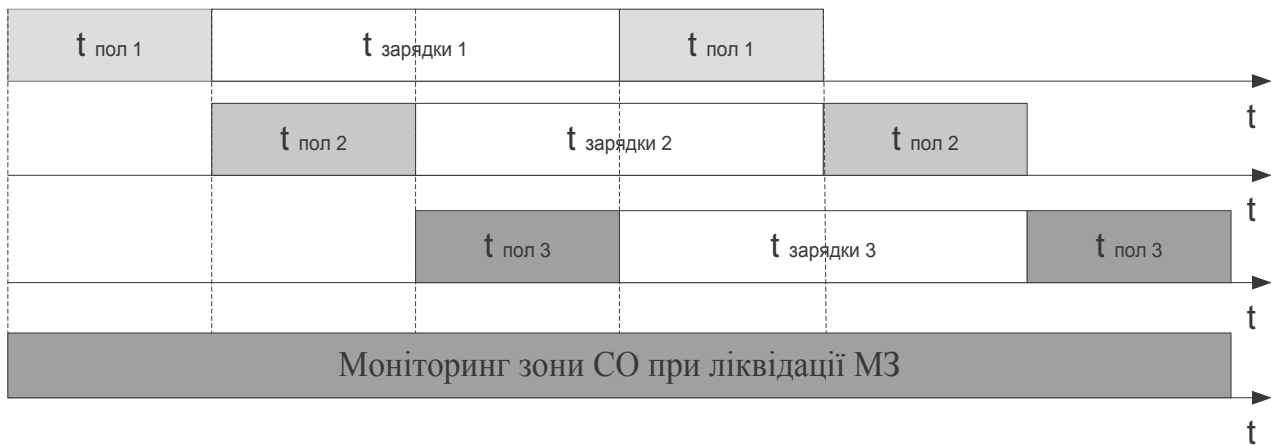 t пол 1 t зарядки 1 t пол 1
t
t пол 2 t зарядки 2 t пол 2
t
t пол 3 t зарядки 3 t пол 3
t
Моніторинг зони СО при ліквідації МЗ
t